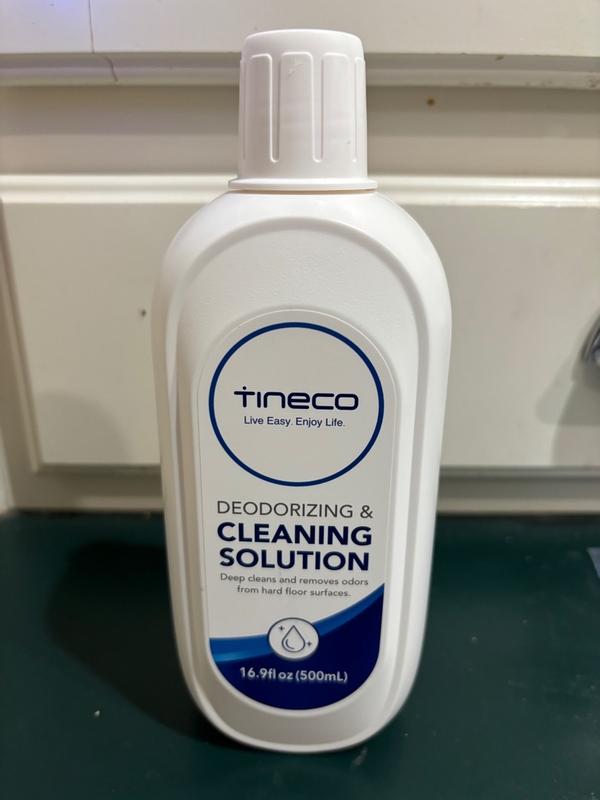 tineco
Live Easy. Enjoy Life.
DEODORIZING &
CLEANING
SOLUTION
Deep cleans and removes odors
from hard floor surfaces.
16.9fl oz (500mL)